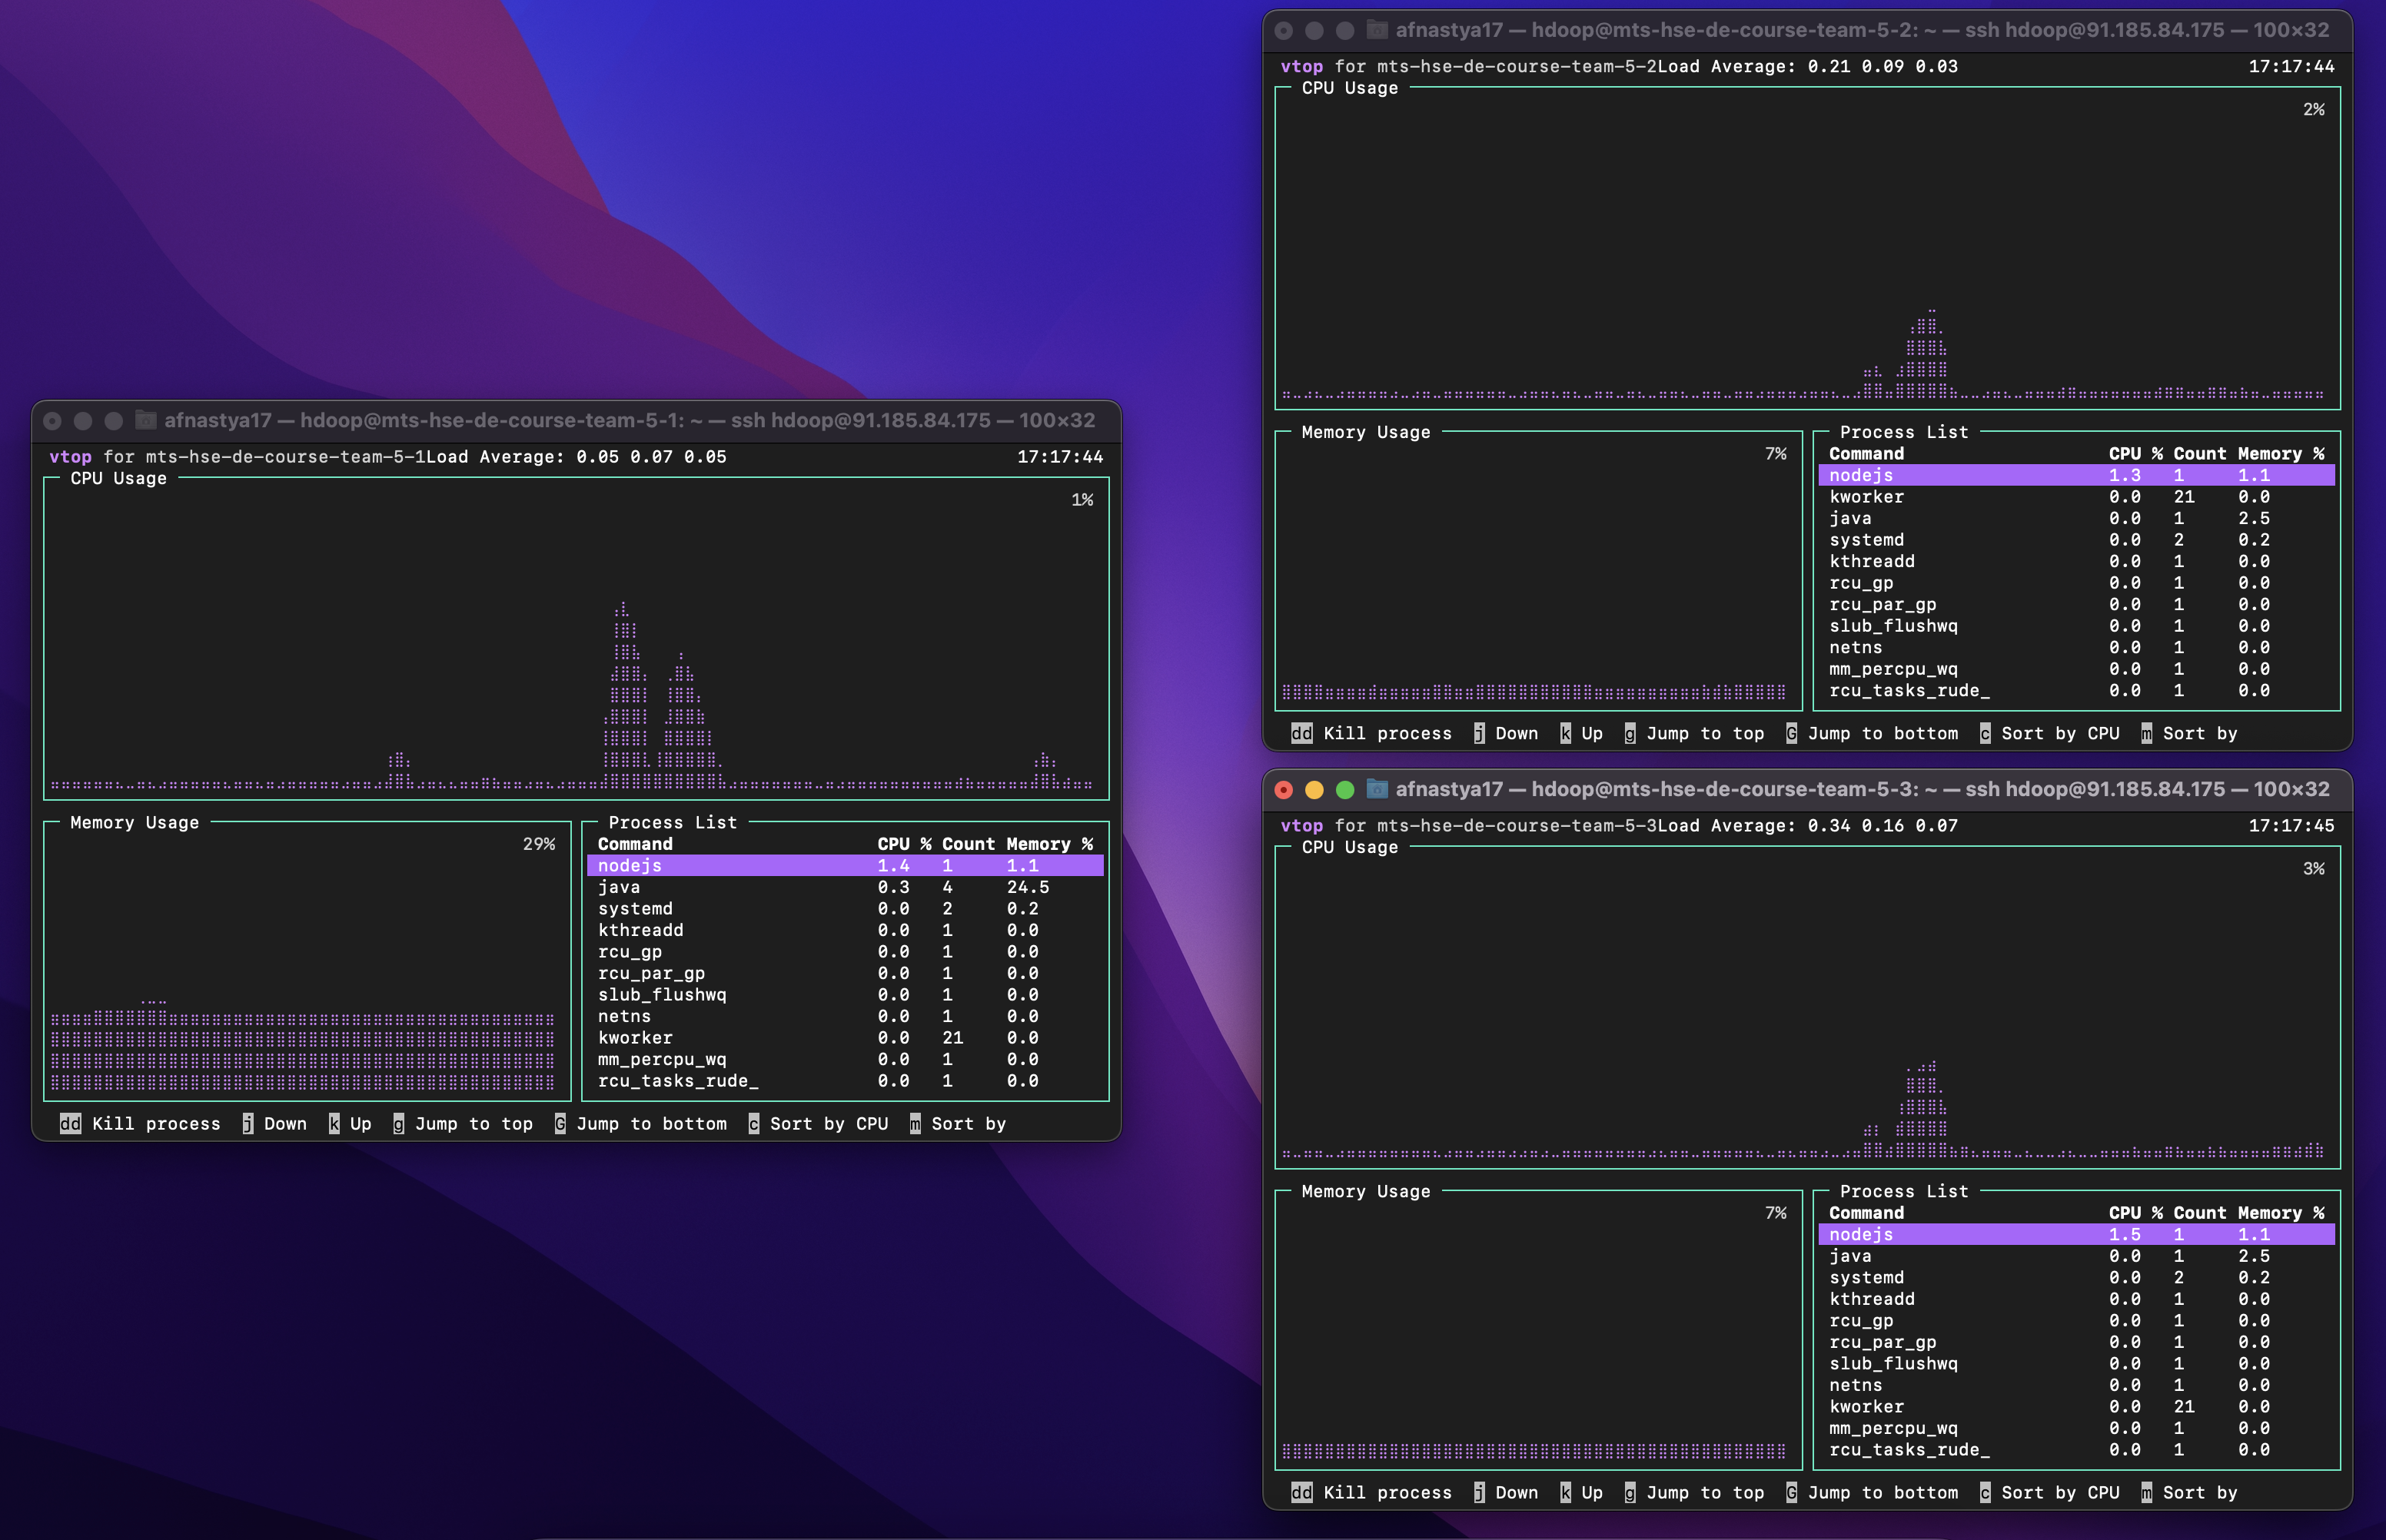 afnastya17 — hdoop@mts-hse-de-course-team-5-1: ~ — ssh hdoop@91.185.84.175 — 100×32
vtop for mts-hse-de-course-team-5-1Load Average: 0.05 0.07 0.05 17:17:44
CPU Usage
1%
Memory Usage
29%
Process List
Command CPU % Count Memory %
nodejs 1.4 1 1.1
java 0.3 4 24.5
systemd 0.0 2 0.2
kthreadd 0.0 1 0.0
rcu_gp 0.0 1 0.0
rcu_par_gp 0.0 1 0.0
slub_flushwq 0.0 1 0.0
netns 0.0 1 0.0
kworker 0.0 21 0.0
mm_percpu_wq 0.0 1 0.0
rcu_tasks_rude_ 0.0 1 0.0
dd Kill process j Down k Up g Jump to top G Jump to bottom c Sort by CPU m Sort by
afnastya17 — hdoop@mts-hse-de-course-team-5-2: ~ — ssh hdoop@91.185.84.175 — 100×32
vtop for mts-hse-de-course-team-5-2Load Average: 0.21 0.09 0.03 17:17:44
CPU Usage
2%
Memory Usage
7%
Process List
Command CPU % Count Memory %
nodejs 1.3 1 1.1
kworker 0.0 21 0.0
java 0.0 1 2.5
systemd 0.0 2 0.2
kthreadd 0.0 1 0.0
rcu_gp 0.0 1 0.0
rcu_par_gp 0.0 1 0.0
slub_flushwq 0.0 1 0.0
netns 0.0 1 0.0
mm_percpu_wq 0.0 1 0.0
rcu_tasks_rude_ 0.0 1 0.0
dd Kill process j Down k Up g Jump to top G Jump to bottom c Sort by CPU m Sort by
afnastya17 — hdoop@mts-hse-de-course-team-5-3: ~ — ssh hdoop@91.185.84.175 — 100×32
vtop for mts-hse-de-course-team-5-3Load Average: 0.34 0.16 0.07 17:17:45
CPU Usage
3%
Memory Usage
7%
Process List
Command CPU % Count Memory %
nodejs 1.5 1 1.1
java 0.0 1 2.5
systemd 0.0 2 0.2
kthreadd 0.0 1 0.0
rcu_gp 0.0 1 0.0
rcu_par_gp 0.0 1 0.0
slub_flushwq 0.0 1 0.0
netns 0.0 1 0.0
kworker 0.0 21 0.0
mm_percpu_wq 0.0 1 0.0
rcu_tasks_rude_ 0.0 1 0.0
dd Kill process j Down k Up g Jump to top G Jump to bottom c Sort by CPU m Sort by